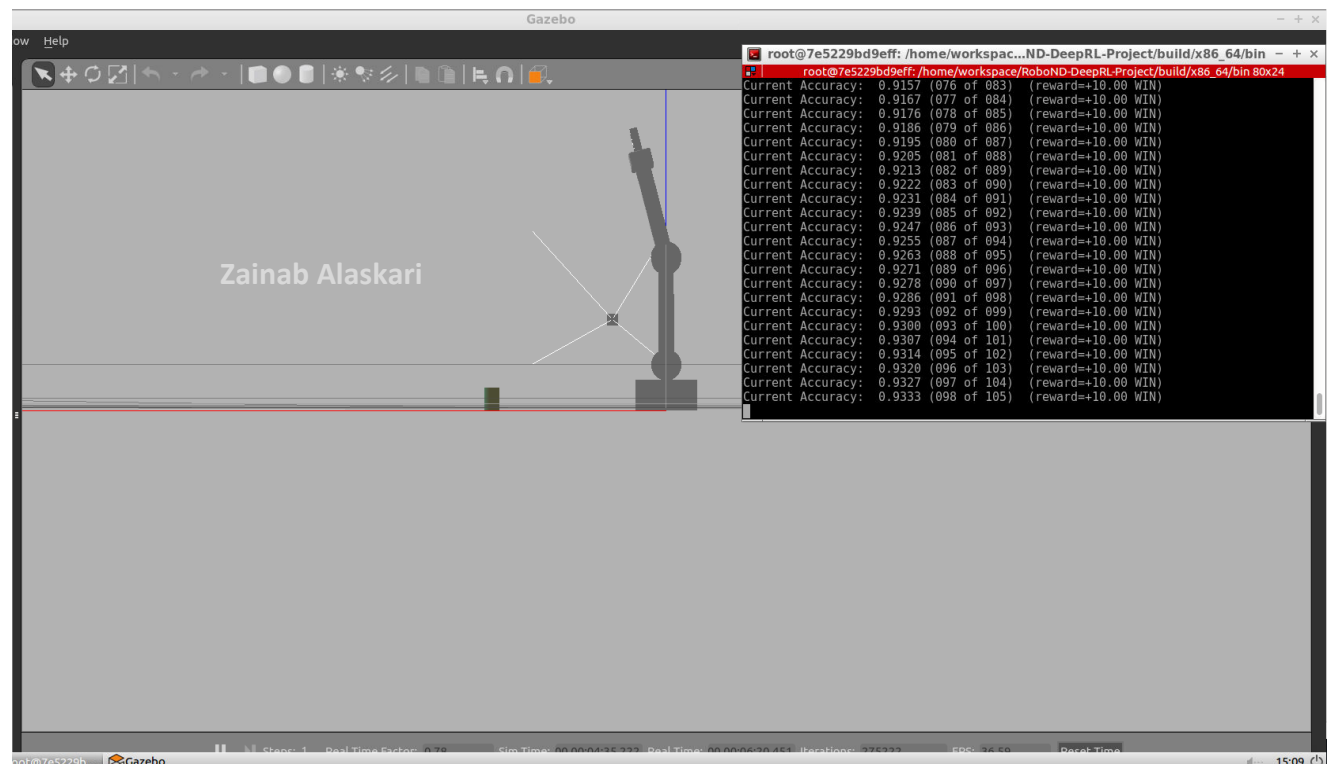 Gazebo
ow Help
root@7e5229bd9eff: /home/workspac...ND-DeepRL-Project/build/x86_64/bin
root@7e5229bd9eff: /home/workspace/RoboND-DeepRL-Project/build/x86_64/bin 80x24
Current Accuracy: 0.9157 (076 of 083) (reward=+10.00 WIN)
Current Accuracy: 0.9167 (077 of 084) (reward=+10.00 WIN)
Current Accuracy: 0.9176 (078 of 085) (reward=+10.00 WIN)
Current Accuracy: 0.9186 (079 of 086) (reward=+10.00 WIN)
Current Accuracy: 0.9195 (080 of 087) (reward=+10.00 WIN)
Current Accuracy: 0.9205 (081 of 088) (reward=+10.00 WIN)
Current Accuracy: 0.9213 (082 of 089) (reward=+10.00 WIN)
Current Accuracy: 0.9222 (083 of 090) (reward=+10.00 WIN)
Current Accuracy: 0.9231 (084 of 091) (reward=+10.00 WIN)
Current Accuracy: 0.9239 (085 of 092) (reward=+10.00 WIN)
Current Accuracy: 0.9247 (086 of 093) (reward=+10.00 WIN)
Current Accuracy: 0.9255 (087 of 094) (reward=+10.00 WIN)
Current Accuracy: 0.9263 (088 of 095) (reward=+10.00 WIN)
Current Accuracy: 0.9271 (089 of 096) (reward=+10.00 WIN)
Current Accuracy: 0.9278 (090 of 097) (reward=+10.00 WIN)
Current Accuracy: 0.9286 (091 of 098) (reward=+10.00 WIN)
Current Accuracy: 0.9293 (092 of 099) (reward=+10.00 WIN)
Current Accuracy: 0.9300 (093 of 100) (reward=+10.00 WIN)
Current Accuracy: 0.9307 (094 of 101) (reward=+10.00 WIN)
Current Accuracy: 0.9314 (095 of 102) (reward=+10.00 WIN)
Current Accuracy: 0.9320 (096 of 103) (reward=+10.00 WIN)
Current Accuracy: 0.9327 (097 of 104) (reward=+10.00 WIN)
Current Accuracy: 0.9333 (098 of 105) (reward=+10.00 WIN)
Zainab Alaskari
Steps: 1 Real Time Factor: 0.78 Sim Time: 00 00:04:35.222 Real Time: 00 00:06:20.451 Iterations: 275222 FPS: 36.59 Reset Time
oot@7e5229b Gazebo 15:09